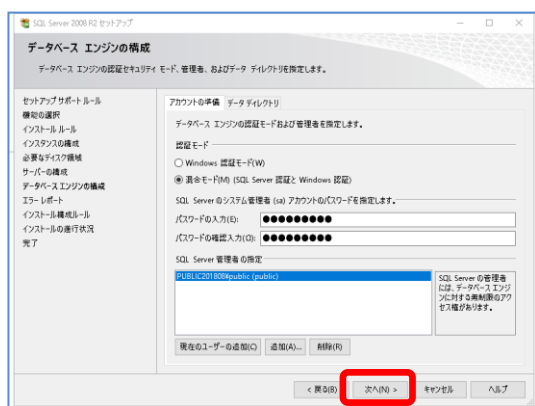 SQL Server 2008 R2 セットアップ
データベース エンジンの構成
データベース エンジンの認証セキュリティ モード、管理者、およびデータ ディレクトリを指定します。
セットアップ サポート ルール
機能の選択
インストール ルール
インスタンスの構成
必要なディスク領域
サーバーの構成
データベース エンジンの構成
エラー レポート
インストール構成ルール
インストールの進行状況
完了
アカウントの準備 データ ディレクトリ
データベース エンジンの認証モードおよび管理者を指定します。
認証モード
Windows 認証モード(W)
混合モード(M) (SQL Server 認証と Windows 認証)
SQL Server のシステム管理者 (sa) アカウントのパスワードを指定します。
パスワードの入力(E): ●●●●●●●●●
パスワードの確認入力(O): ●●●●●●●●●
SQL Server 管理者の指定
PUBLIC201808¥public (public)
SQL Server の管理者
には、データベース エンジ
ンに対する無制限のアク
セス権があります。
現在のユーザーの追加(C) 追加(A)... 削除(R)
< 戻る(B) 次へ(N) > キャンセル ヘルプ